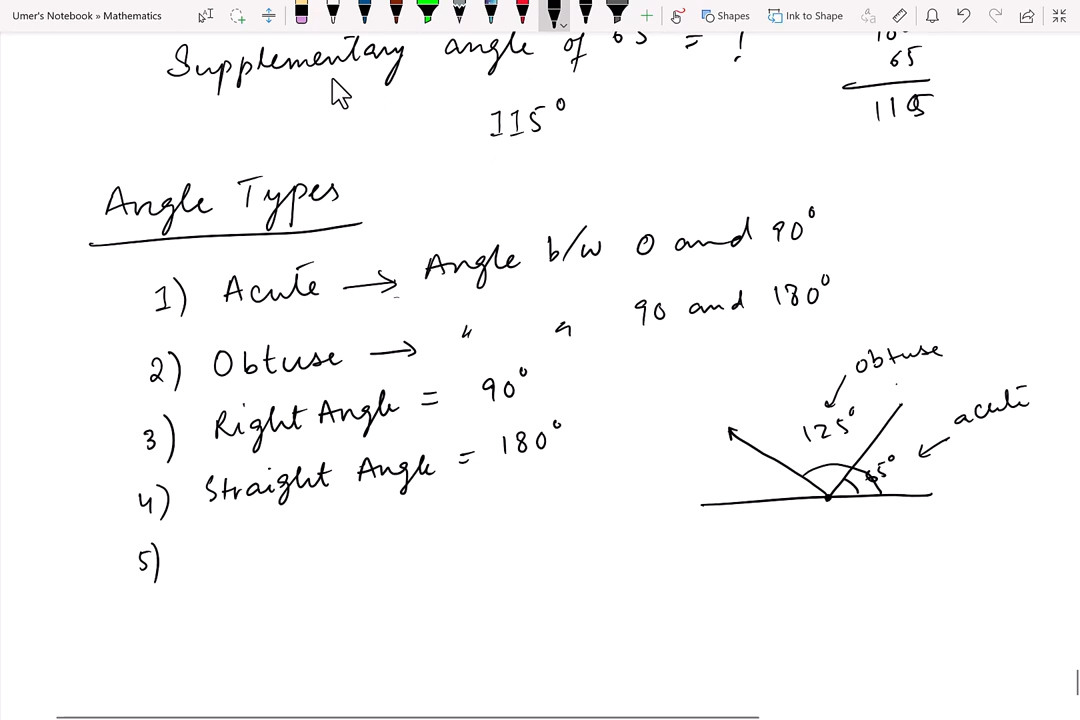 Umer's Notebook » Mathematics
Shapes
Ink to Shape
Supplementary angle of 65 = ?
65
115
115°
Angle Types
1) Acute → Angle b/w 0 and 90°
2) Obtuse → " " 90 and 180°
3) Right Angle = 90°
4) Straight Angle = 180°
5)
obtuse
125°
acute
65°